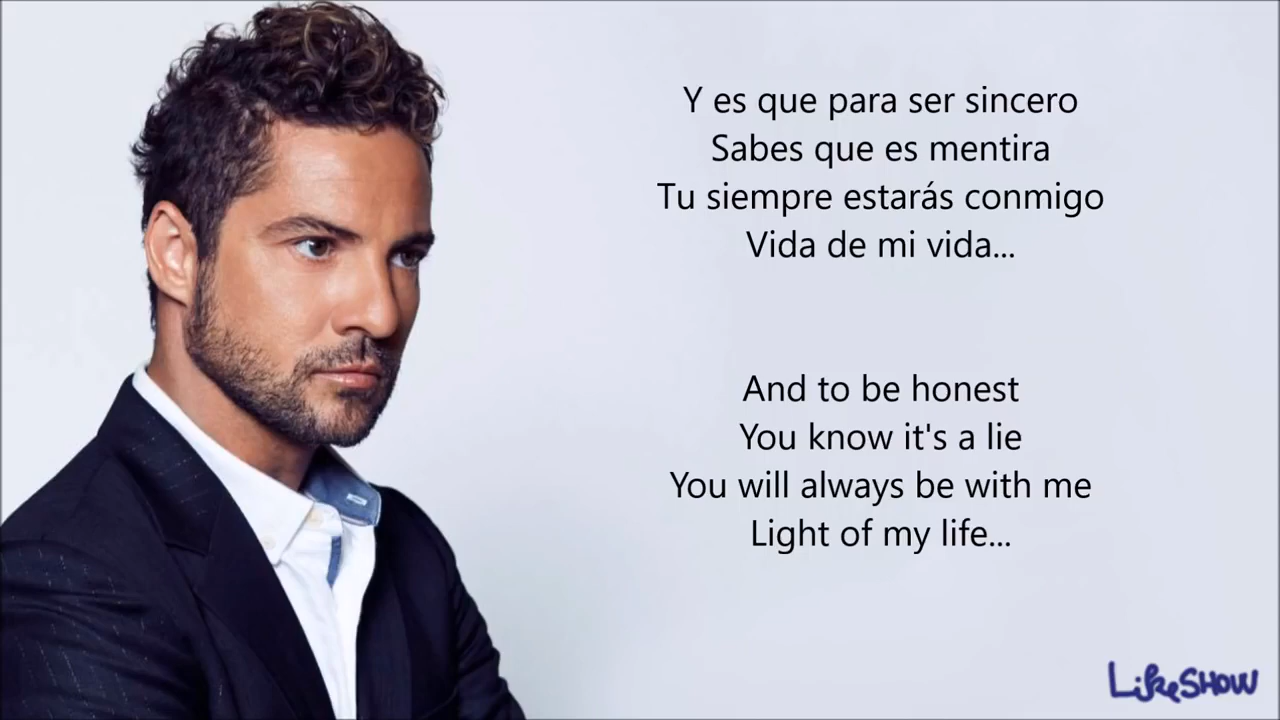 Y es que para ser sincero
Sabes que es mentira
Tu siempre estarás conmigo
Vida de mi vida...
And to be honest
You know it's a lie
You will always be with me
Light of my life...
LikeSHOW